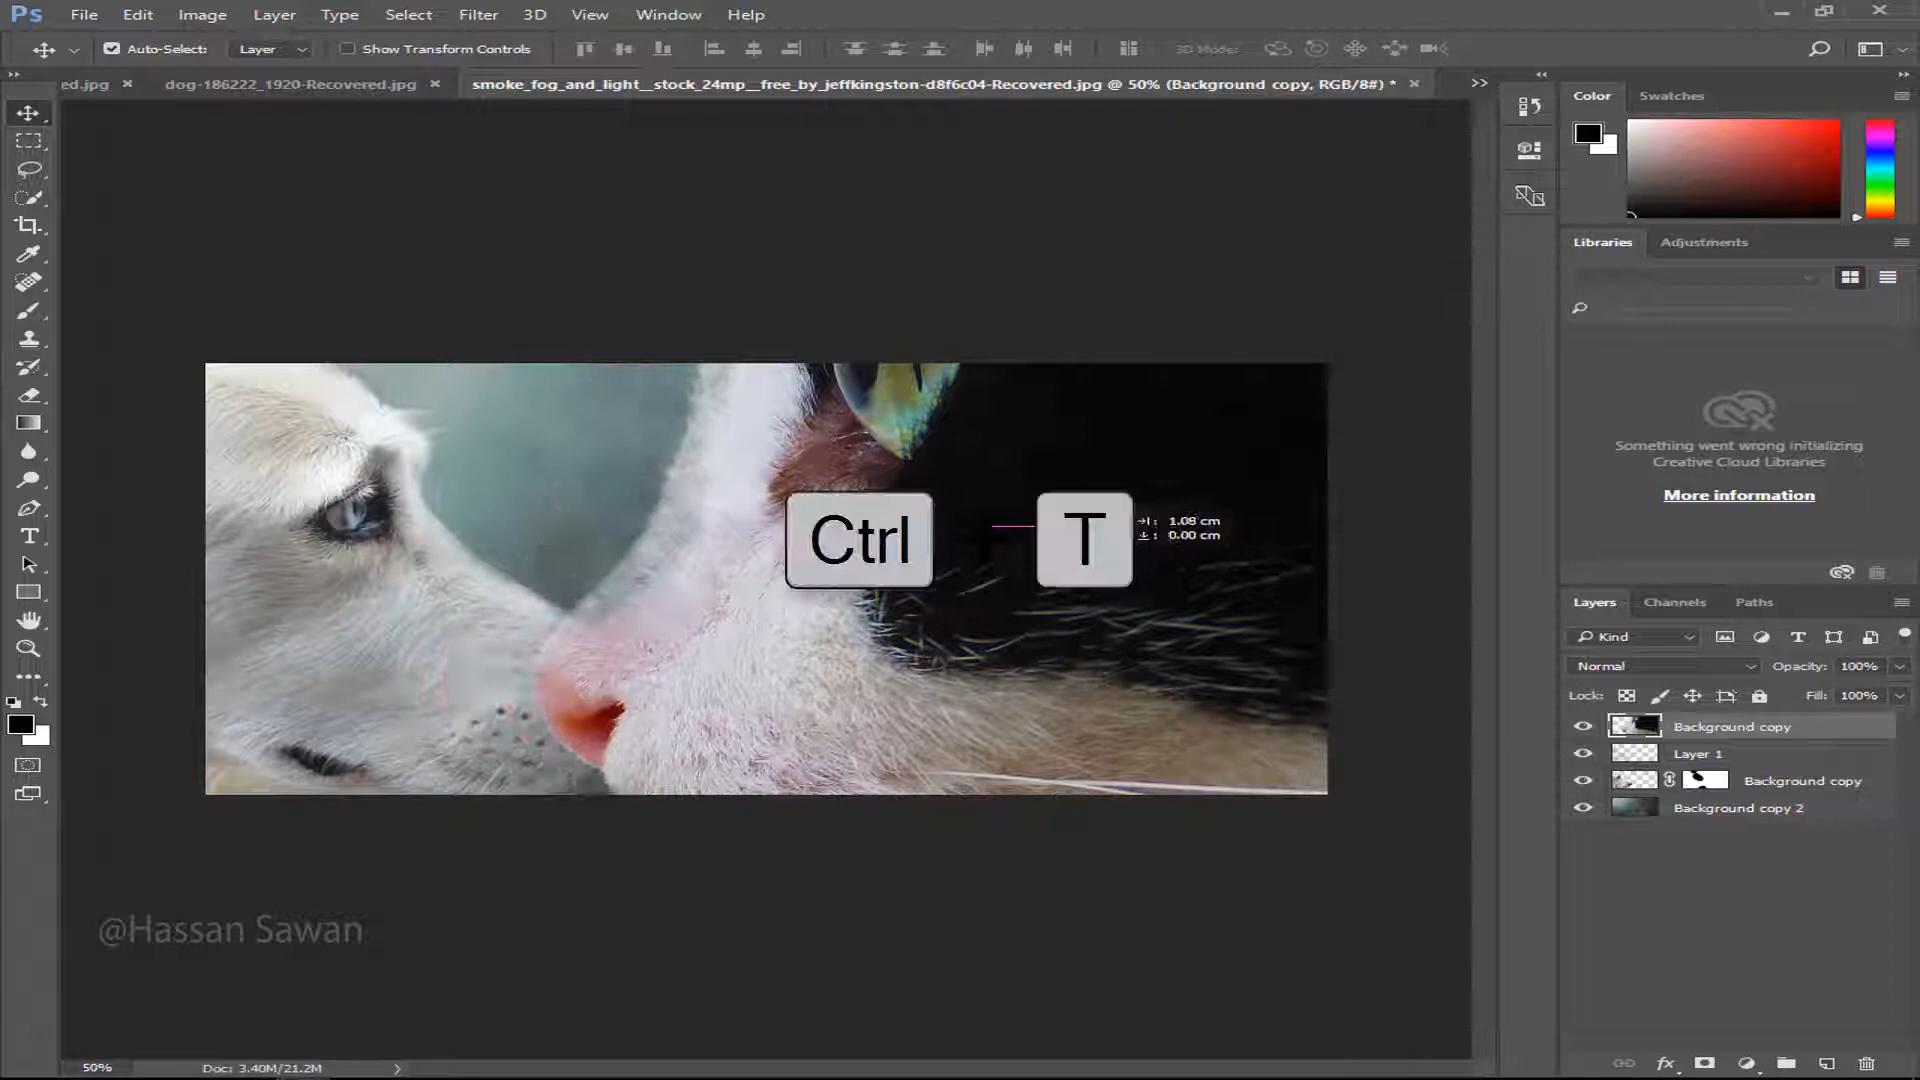 Ps File Edit Image Layer Type Select Filter 3D View Window Help
Auto-Select: Layer Show Transform Controls 3D Mode:
ed.jpg × dog-186222_1920-Recovered.jpg × smoke_fog_and_light__stock_24mp__free_by_jeffkingston-d8f6c04-Recovered.jpg @ 50% (Background copy, RGB/8#) * ×
Color Swatches
Libraries Adjustments
Something went wrong initializing
Creative Cloud Libraries
More information
Ctrl + T
1.08 cm
0.00 cm
Layers Channels Paths
Kind
Normal Opacity: 100%
Lock: Fill: 100%
Background copy
Layer 1
Background copy
Background copy 2
@Hassan Sawan
50% Doc: 3.40M/21.2M